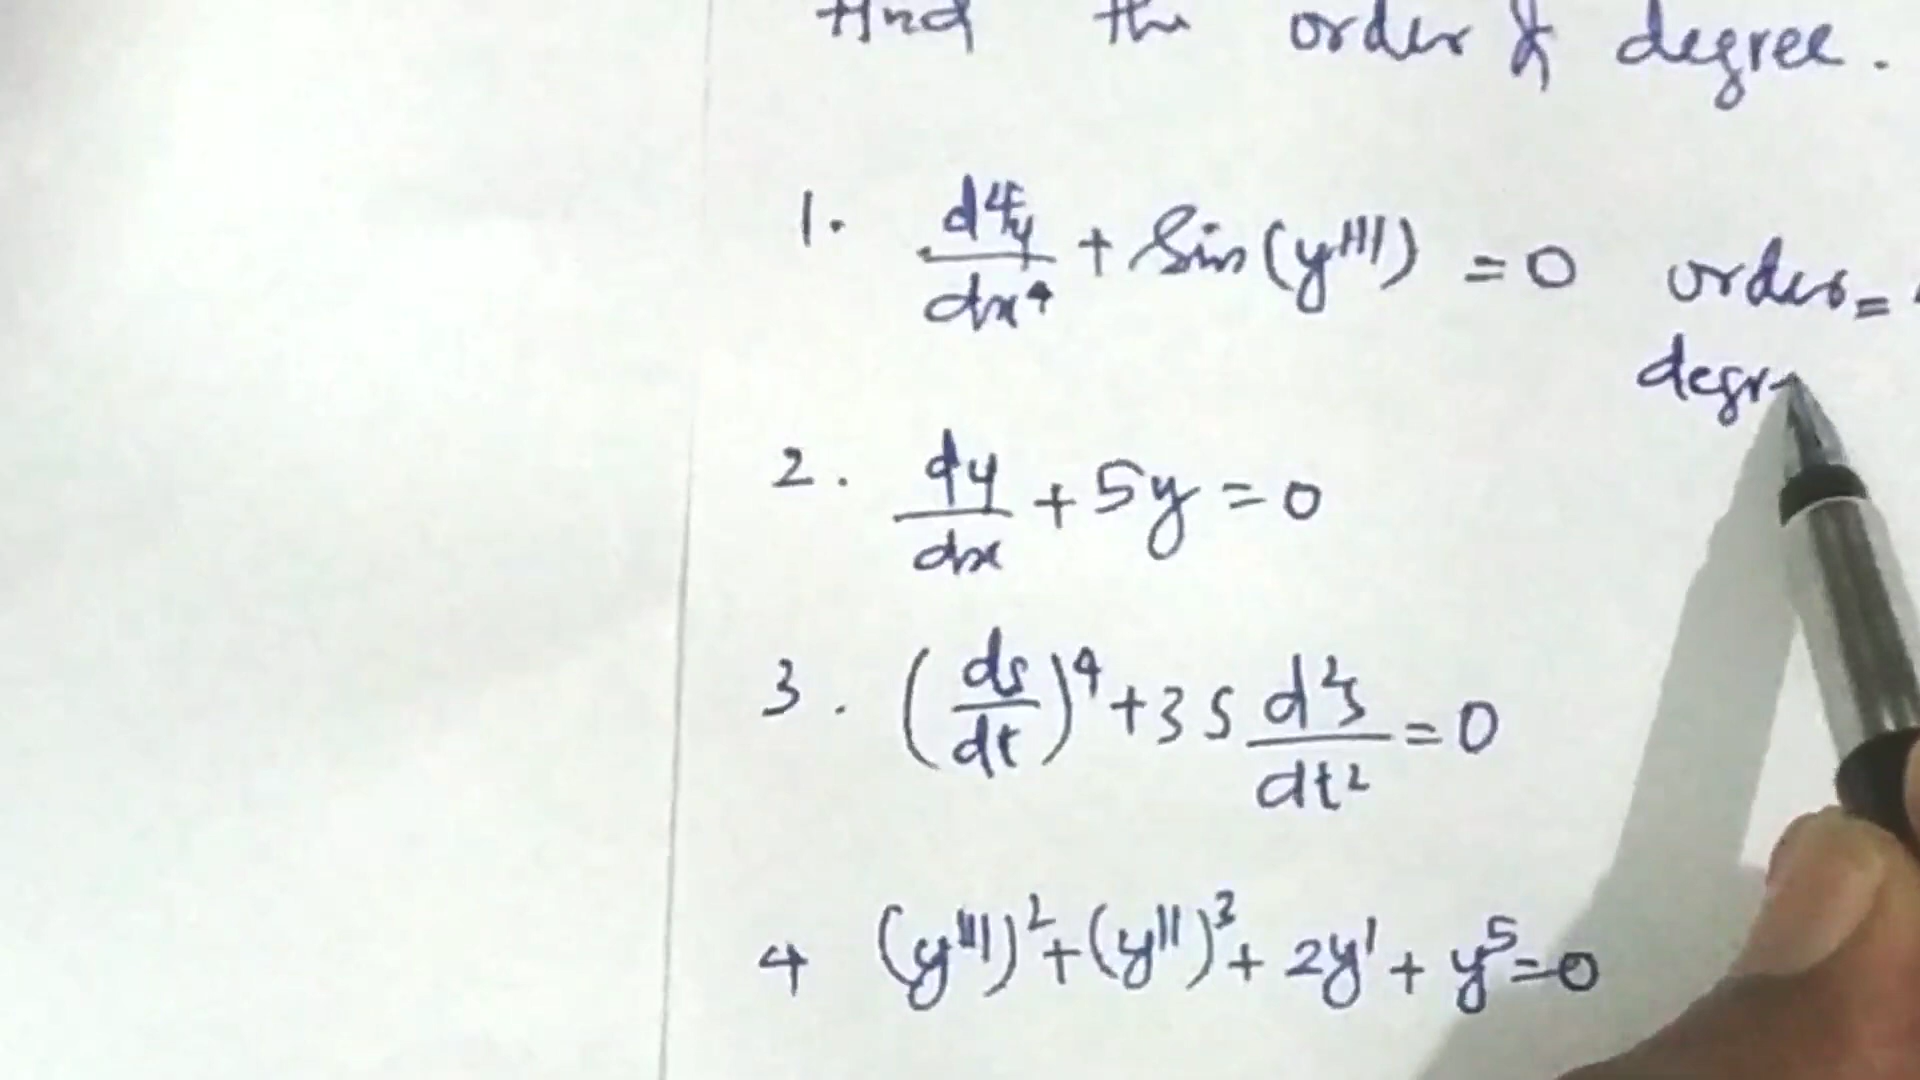 find the order & degree.
1. d⁴y/dx⁴ + Sin(y''') = 0 order =
degr
2. dy/dx + 5y = 0
3. (ds/dt)⁴ + 3 s d²s/dt² = 0
4 (y''')² + (y'')³ + 2y' + y⁵ = 0